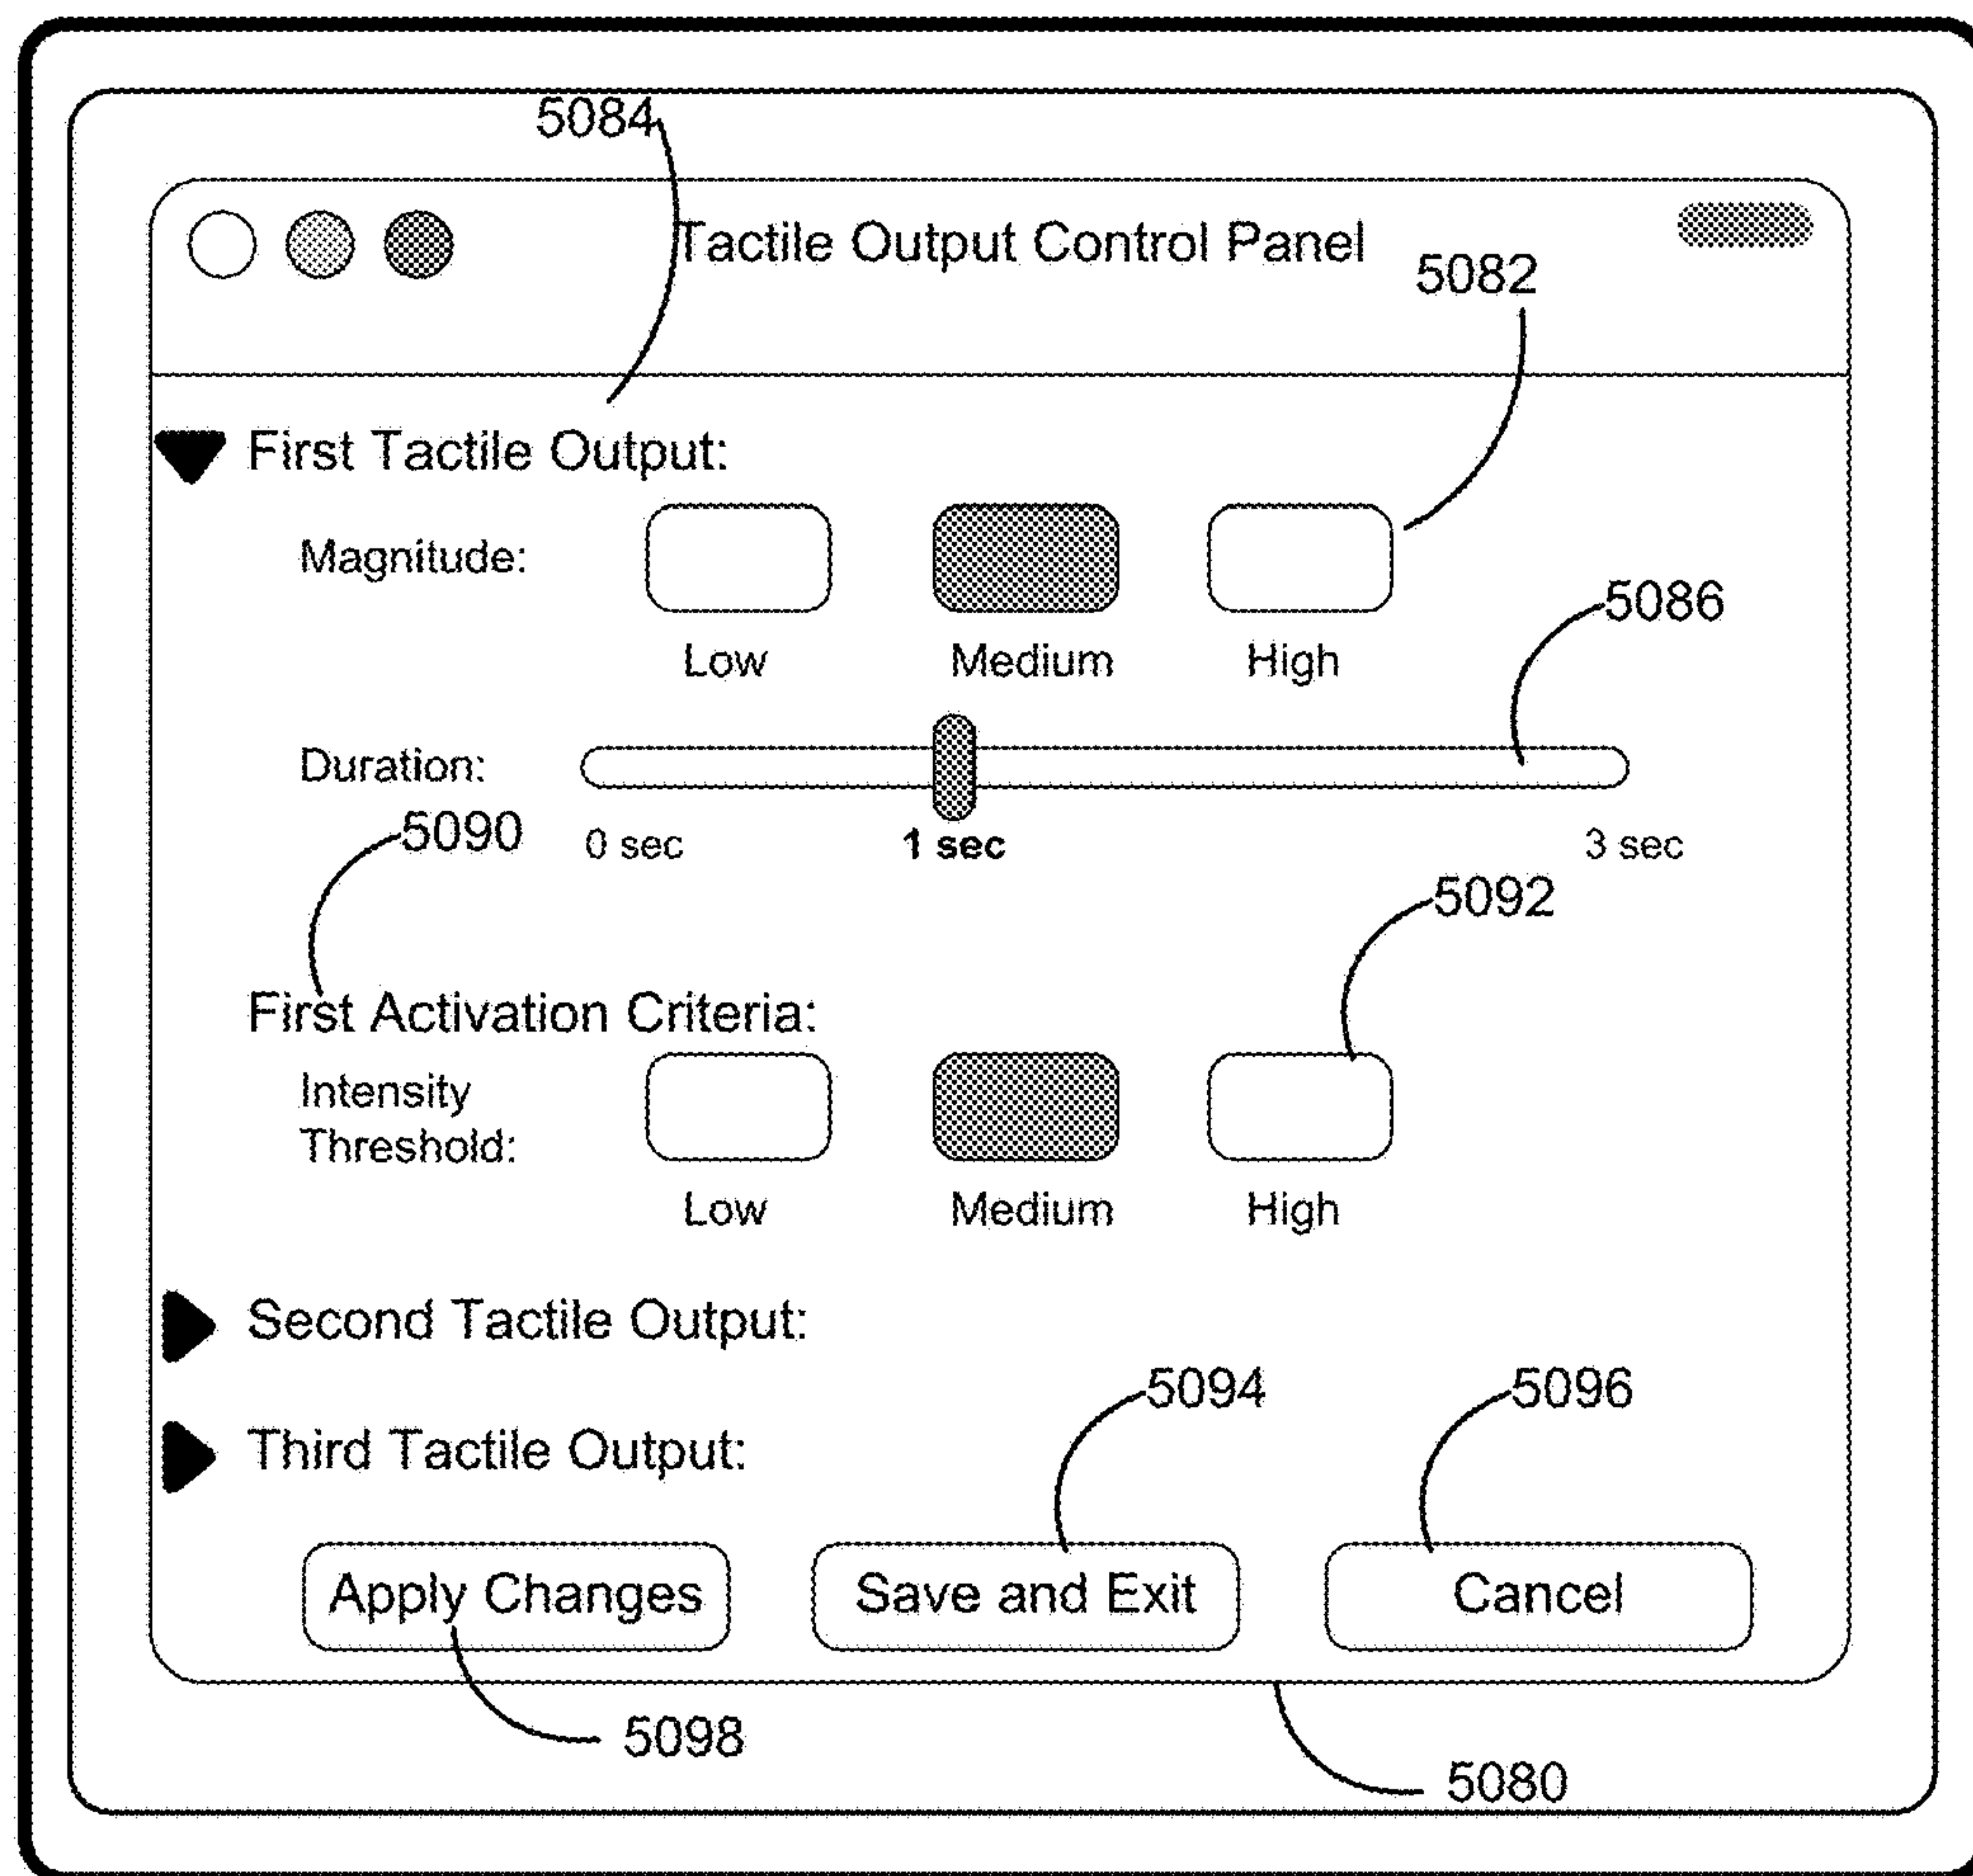 5084
Tactile Output Control Panel
5082
First Tactile Output:
Magnitude:
Low Medium High
5086
Duration:
0 sec 1 sec 3 sec
5090
5092
First Activation Criteria:
Intensity
Threshold:
Low Medium High
Second Tactile Output:
5094 5096
Third Tactile Output:
Apply Changes Save and Exit Cancel
5098
5080